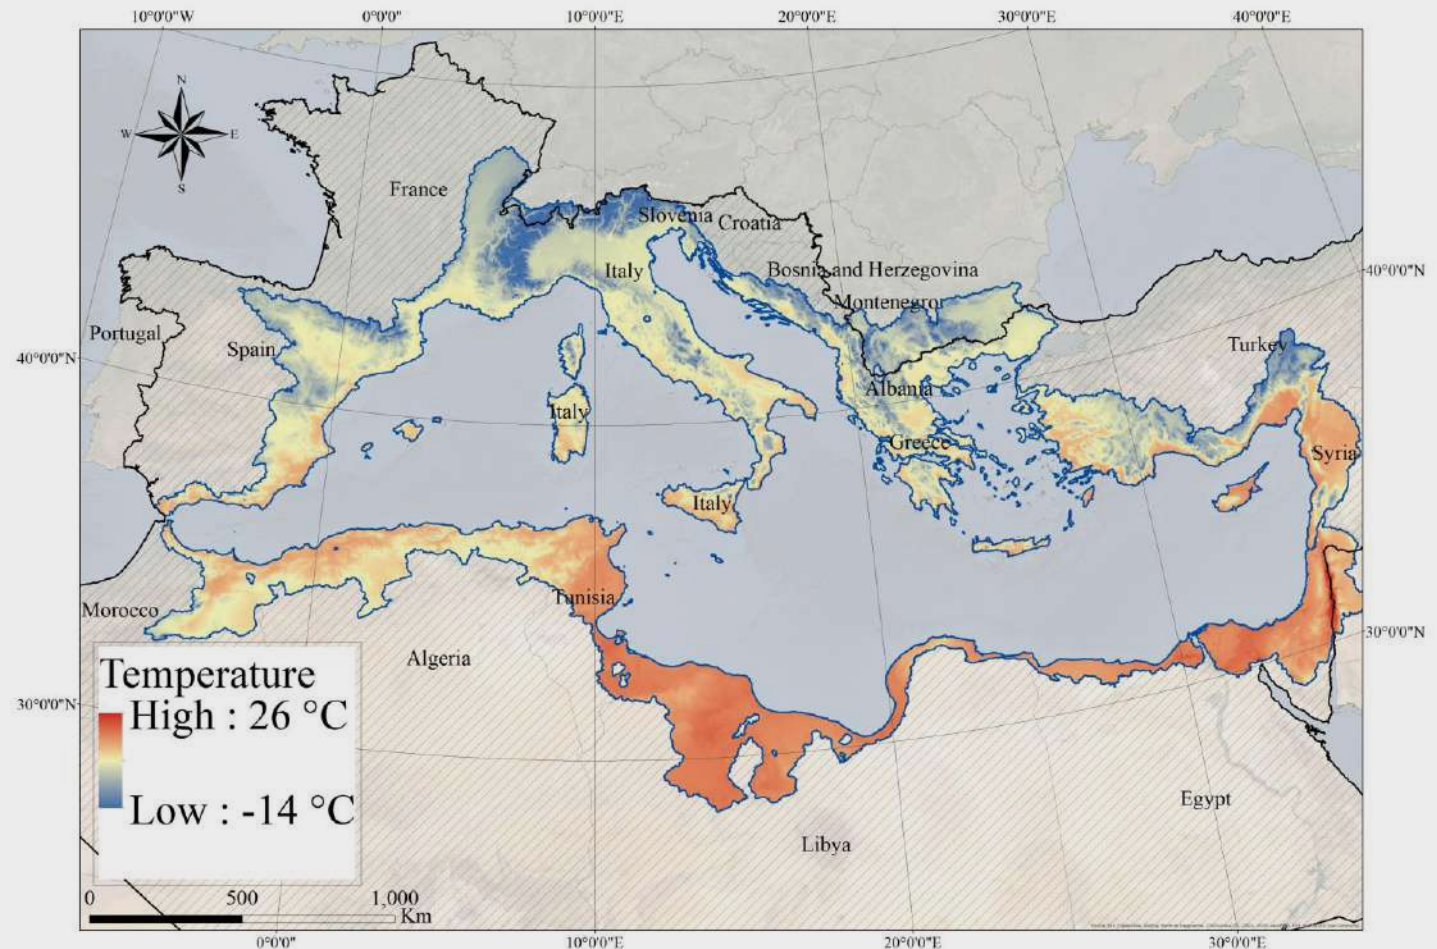 10°0'0"W
0°0'0"
10°0'0"E
20°0'0"E
30°0'0"E
40°0'0"E
N
W
E
S
France
Slovenia
Croatia
40°0'0"N
Italy
Bosnia and Herzegovina
Montenegro
Portugal
Spain
40°0'0"N
Turkey
Albania
Italy
Greece
Syria
Italy
Tunisia
Morocco
30°0'0"N
Algeria
Temperature
High : 26 °C
30°0'0"N
Low : -14 °C
Egypt
Libya
0
500
1,000
Km
0°0'0"
10°0'0"E
20°0'0"E
30°0'0"E